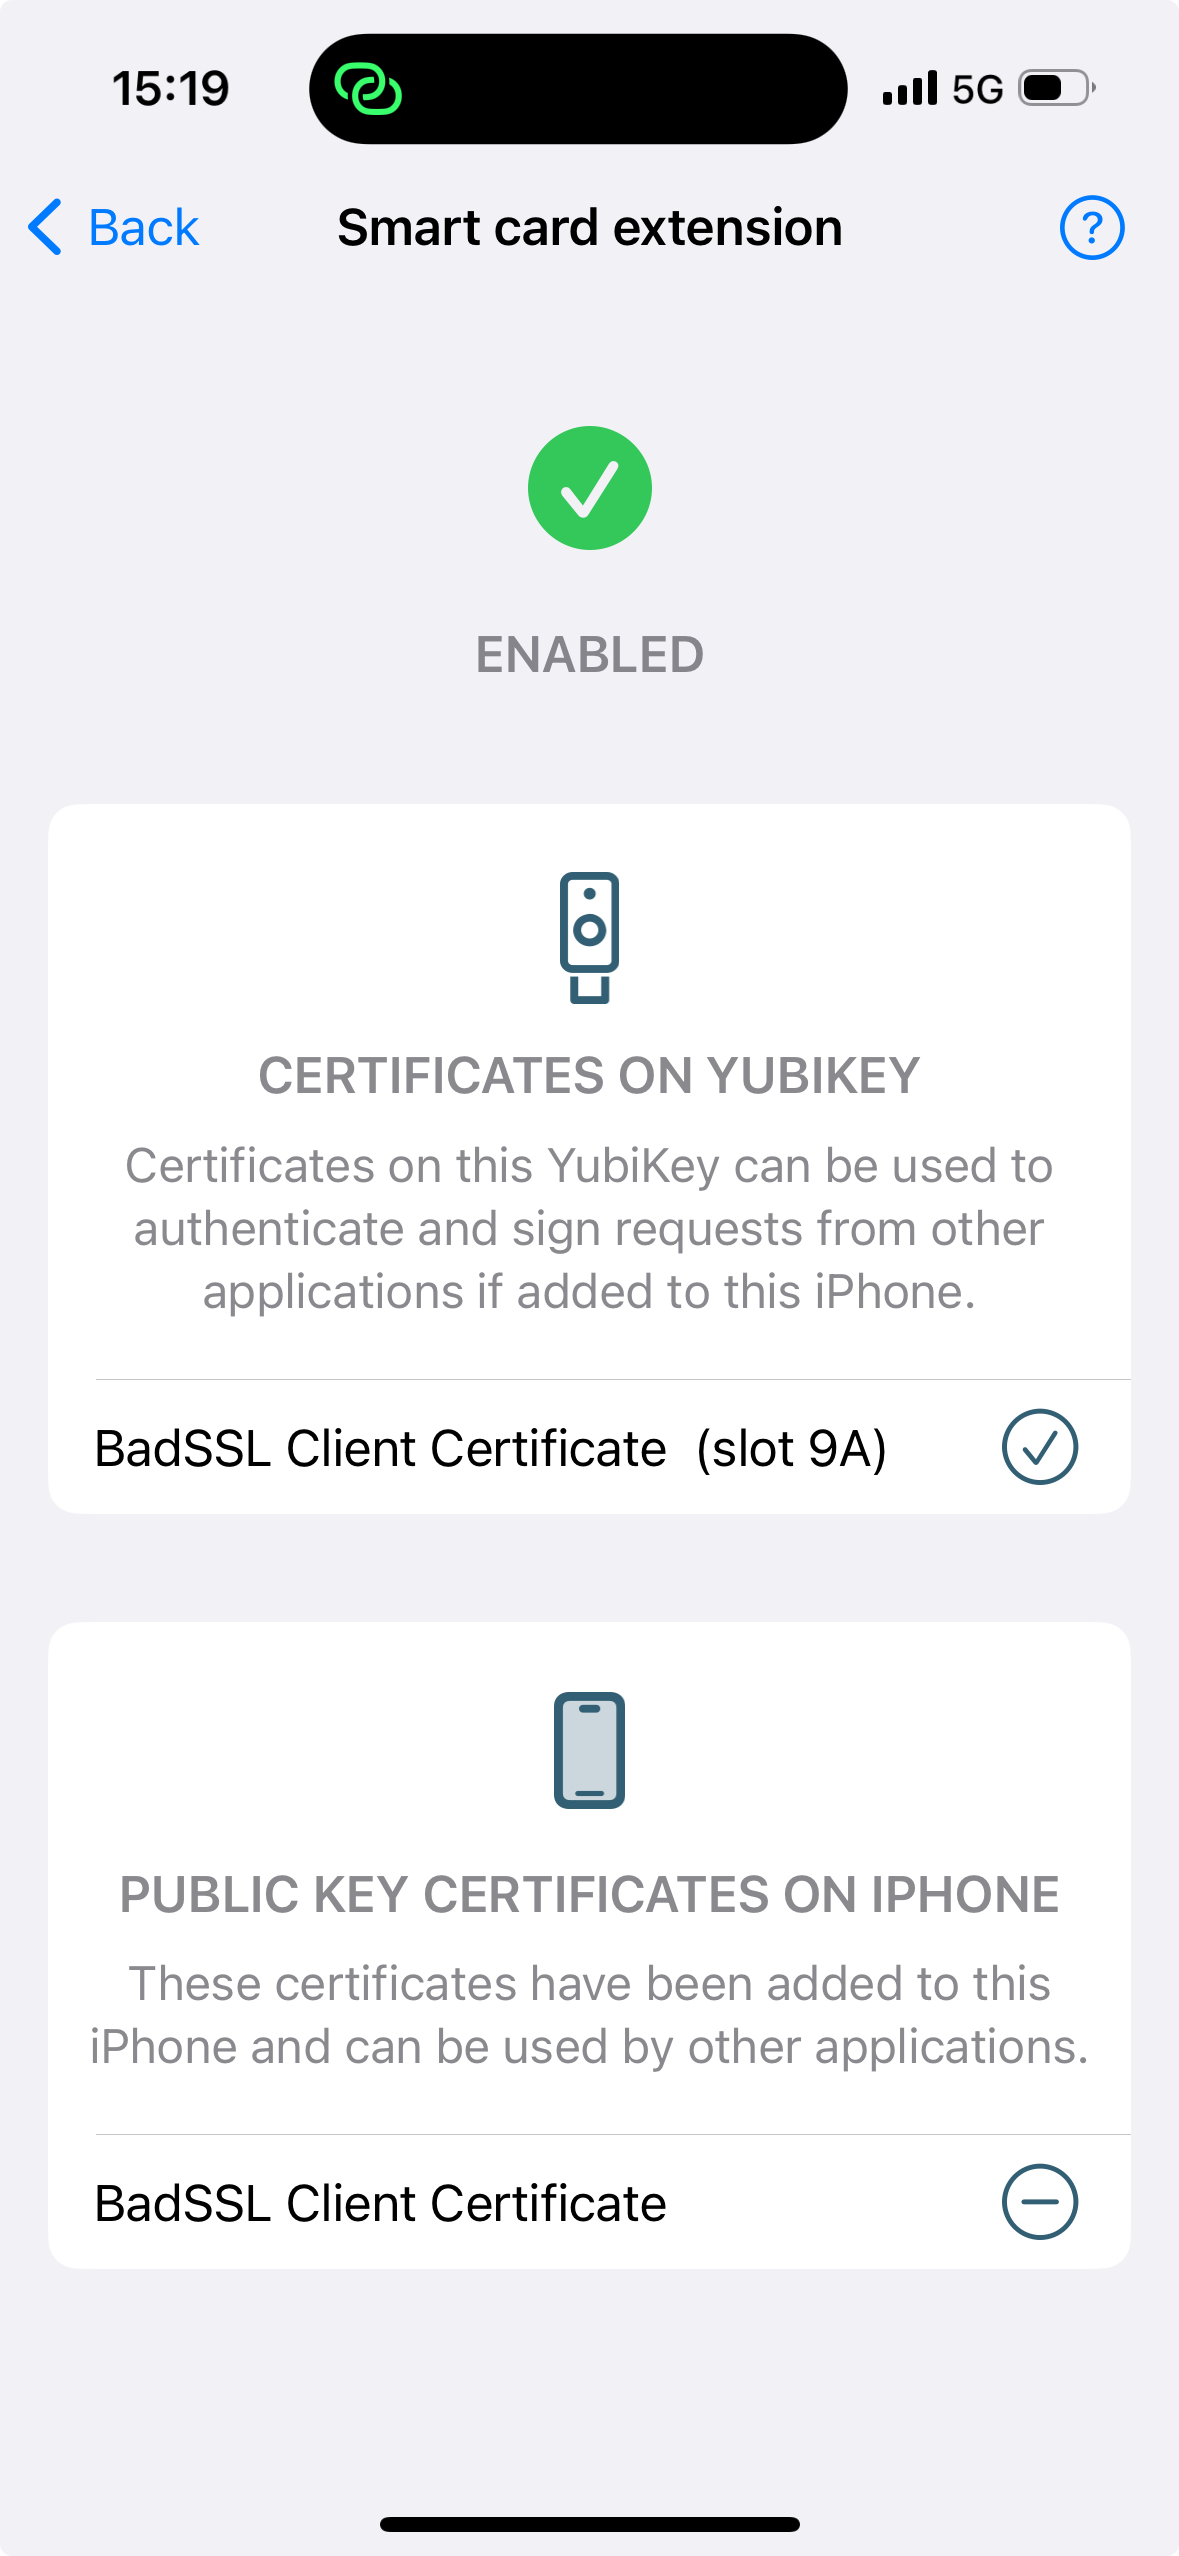 15:19
5G
Back
Smart card extension
?
ENABLED
CERTIFICATES ON YUBIKEY
Certificates on this YubiKey can be used to
authenticate and sign requests from other
applications if added to this iPhone.
BadSSL Client Certificate (slot 9A)
PUBLIC KEY CERTIFICATES ON IPHONE
These certificates have been added to this
iPhone and can be used by other applications.
BadSSL Client Certificate